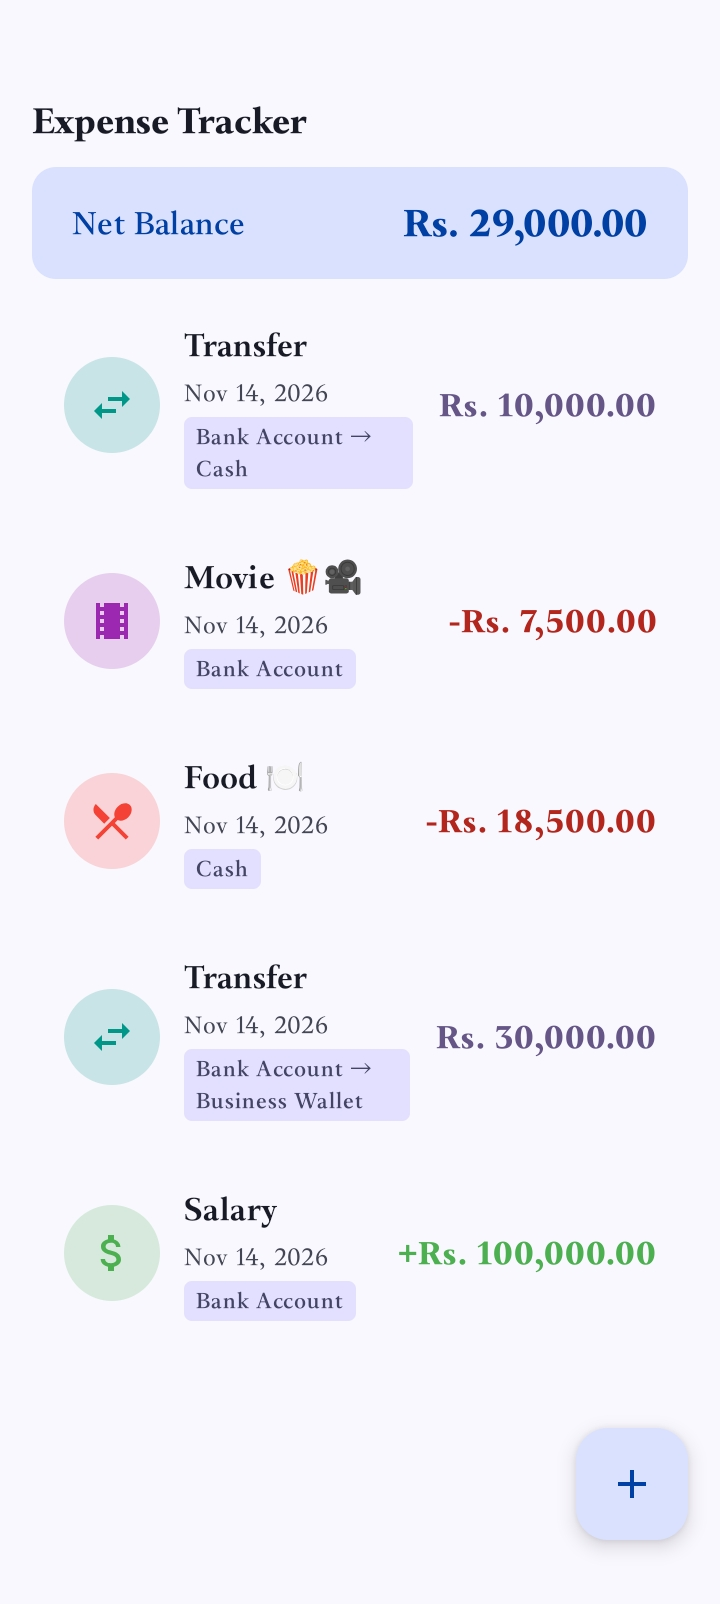 Expense Tracker
Net Balance Rs. 29,000.00
Transfer
Nov 14, 2026
Bank Account →
Cash
Rs. 10,000.00
Movie 🍿🎥
Nov 14, 2026
Bank Account
-Rs. 7,500.00
Food 🍽️
Nov 14, 2026
Cash
-Rs. 18,500.00
Transfer
Nov 14, 2026
Bank Account →
Business Wallet
Rs. 30,000.00
Salary
Nov 14, 2026
Bank Account
+Rs. 100,000.00